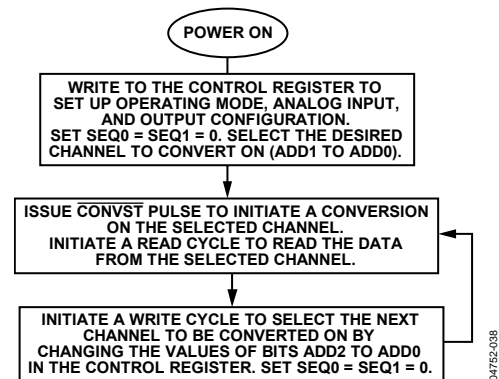 POWER ON
WRITE TO THE CONTROL REGISTER TO
SET UP OPERATING MODE, ANALOG INPUT,
AND OUTPUT CONFIGURATION.
SET SEQ0 = SEQ1 = 0. SELECT THE DESIRED
CHANNEL TO CONVERT ON (ADD1 TO ADD0).
ISSUE CONVST PULSE TO INITIATE A CONVERSION
ON THE SELECTED CHANNEL.
INITIATE A READ CYCLE TO READ THE DATA
FROM THE SELECTED CHANNEL.
INITIATE A WRITE CYCLE TO SELECT THE NEXT
CHANNEL TO BE CONVERTED ON BY
CHANGING THE VALUES OF BITS ADD2 TO ADD0
IN THE CONTROL REGISTER. SET SEQ0 = SEQ1 = 0.
04752-038